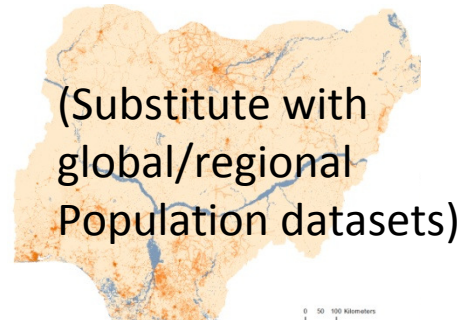 (Substitute with
global/regional
Population datasets)
0 50 100 Kilometers